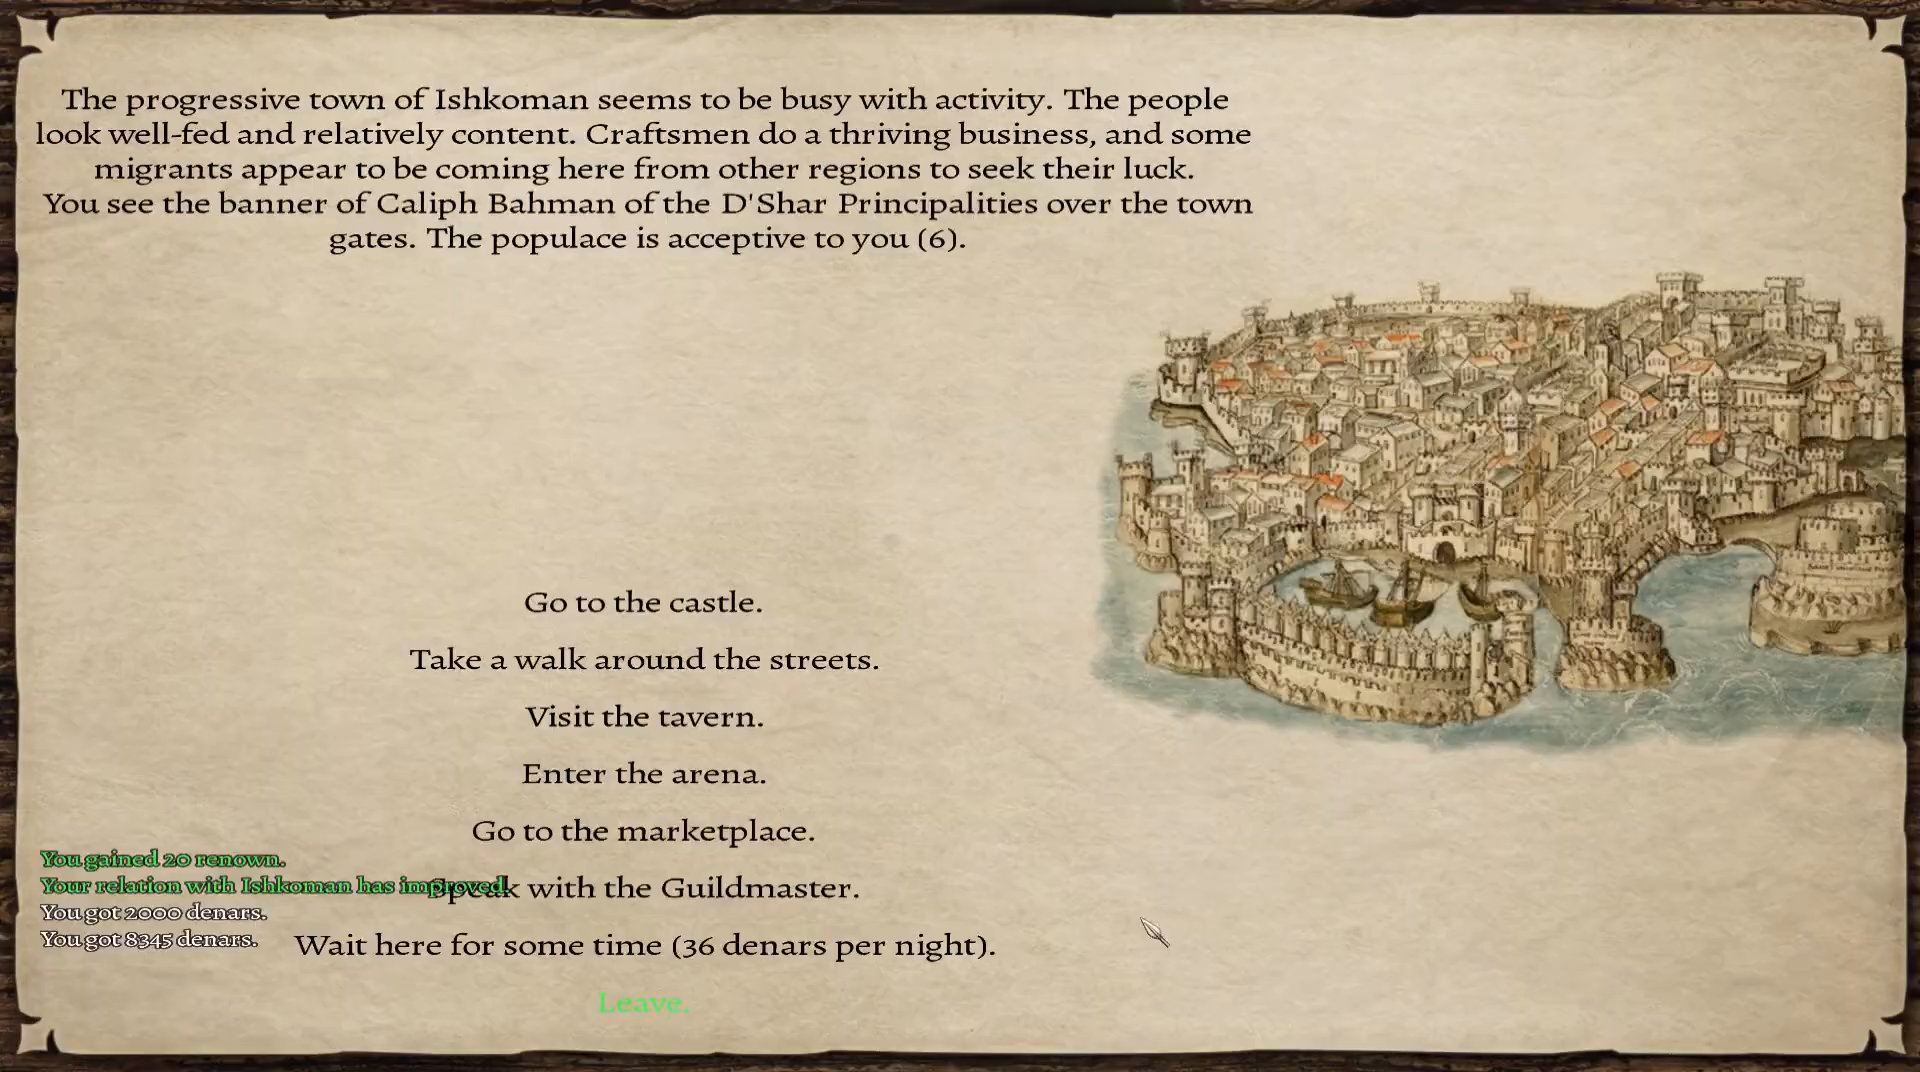 The progressive town of Ishkoman seems to be busy with activity. The people
look well-fed and relatively content. Craftsmen do a thriving business, and some
migrants appear to be coming here from other regions to seek their luck.
You see the banner of Caliph Bahman of the D'Shar Principalities over the town
gates. The populace is acceptive to you (6).
Go to the castle.
Take a walk around the streets.
Visit the tavern.
Enter the arena.
Go to the marketplace.
You gained 20 renown.
Your relation with Ishkoman has improved.
Speak with the Guildmaster.
You got 2000 denars.
You got 8345 denars.
Wait here for some time (36 denars per night).
Leave.